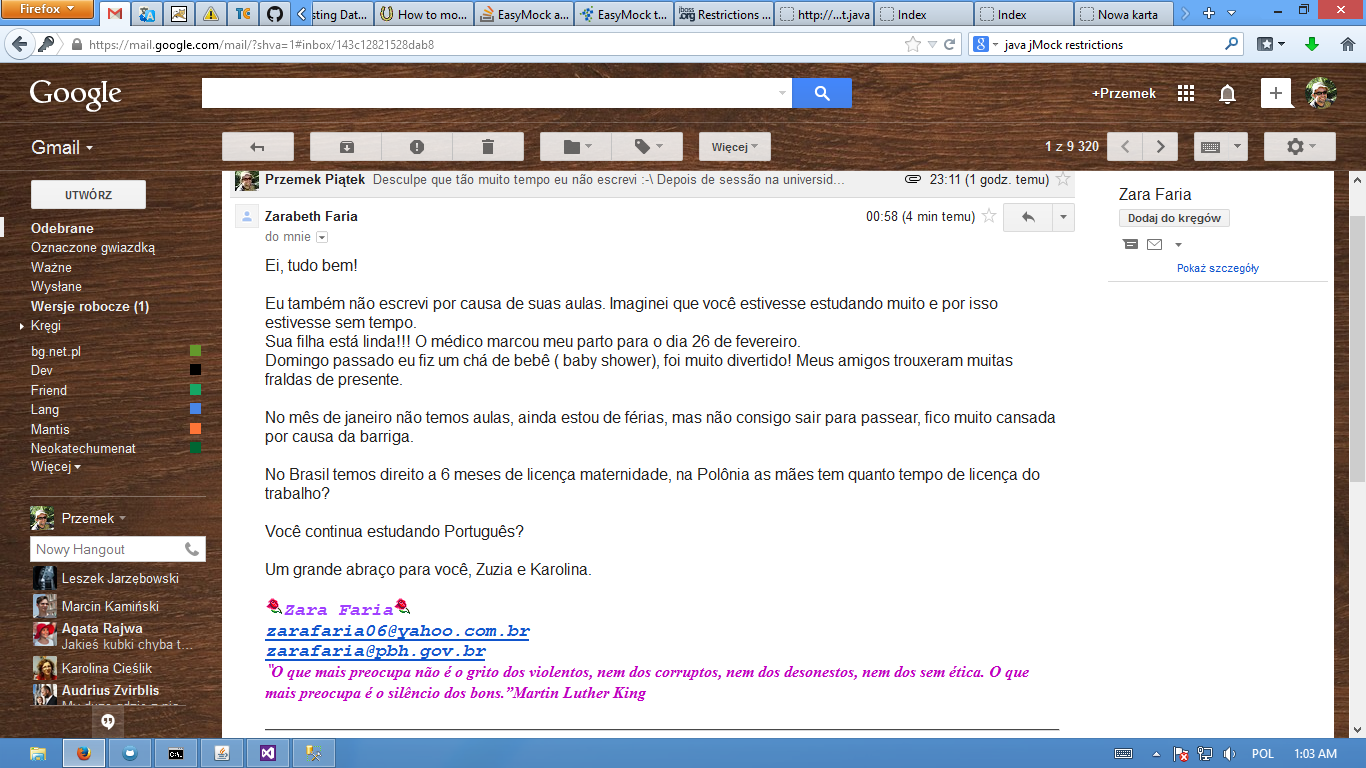 Firefox
TC
sting Dat...
How to mo...
EasyMock a...
EasyMock t...
Restrictions ...
http://...t.java
Index
Index
Nowa karta
https://mail.google.com/mail/?shva=1#inbox/143c12821528dab8
java jMock restrictions
Google
+Przemek
Gmail
Więcej
1 z 9 320
UTWÓRZ
Odebrane
Oznaczone gwiazdką
Ważne
Wysłane
Wersje robocze (1)
Kręgi
bg.net.pl
Dev
Friend
Lang
Mantis
Neokatechumenat
Więcej
Przemek
Nowy Hangout
Leszek Jarzębowski
Marcin Kamiński
Agata Rajwa
Jakieś kubki chyba t...
Karolina Cieślik
Audrius Zvirblis
Przemek Piątek Desculpe que tão muito tempo eu não escrevi :-\ Depois de sessão na universid... 23:11 (1 godz. temu)
Zarabeth Faria 00:58 (4 min temu)
do mnie
Ei, tudo bem!
Eu também não escrevi por causa de suas aulas. Imaginei que você estivesse estudando muito e por isso
estivesse sem tempo.
Sua filha está linda!!! O médico marcou meu parto para o dia 26 de fevereiro.
Domingo passado eu fiz um chá de bebê ( baby shower), foi muito divertido! Meus amigos trouxeram muitas
fraldas de presente.
No mês de janeiro não temos aulas, ainda estou de férias, mas não consigo sair para passear, fico muito cansada
por causa da barriga.
No Brasil temos direito a 6 meses de licença maternidade, na Polônia as mães tem quanto tempo de licença do
trabalho?
Você continua estudando Português?
Um grande abraço para você, Zuzia e Karolina.
Zara Faria
zarafaria06@yahoo.com.br
zarafaria@pbh.gov.br
"O que mais preocupa não é o grito dos violentos, nem dos corruptos, nem dos desonestos, nem dos sem ética. O que
mais preocupa é o silêncio dos bons."Martin Luther King
Zara Faria
Dodaj do kręgów
Pokaż szczegóły
POL
1:03 AM